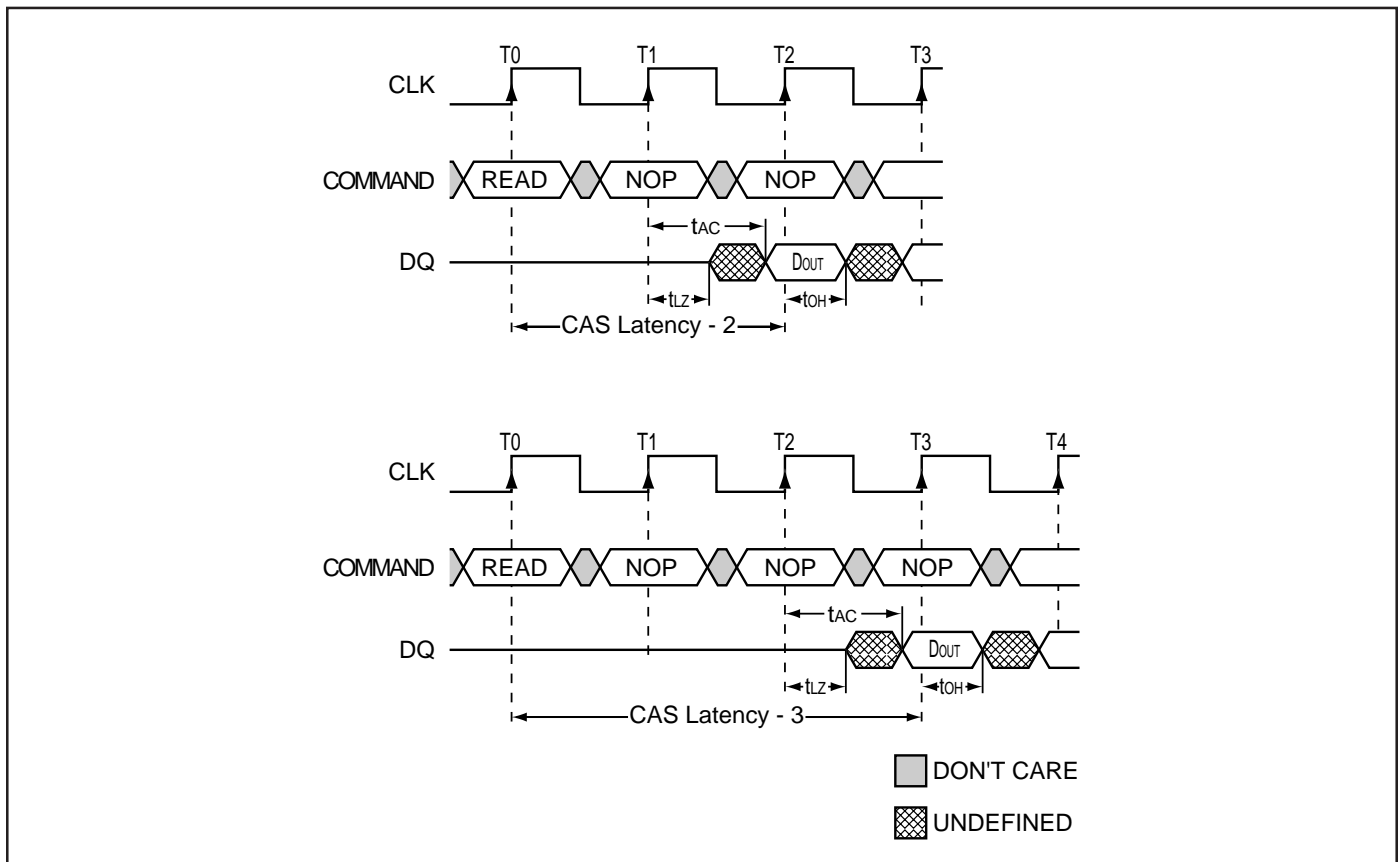 T0 T1 T2 T3
CLK
COMMAND READ NOP NOP
tAC
DQ DOUT
tLZ tOH
CAS Latency - 2
T0 T1 T2 T3 T4
CLK
COMMAND READ NOP NOP NOP
tAC
DQ DOUT
tLZ tOH
CAS Latency - 3
DON'T CARE
UNDEFINED